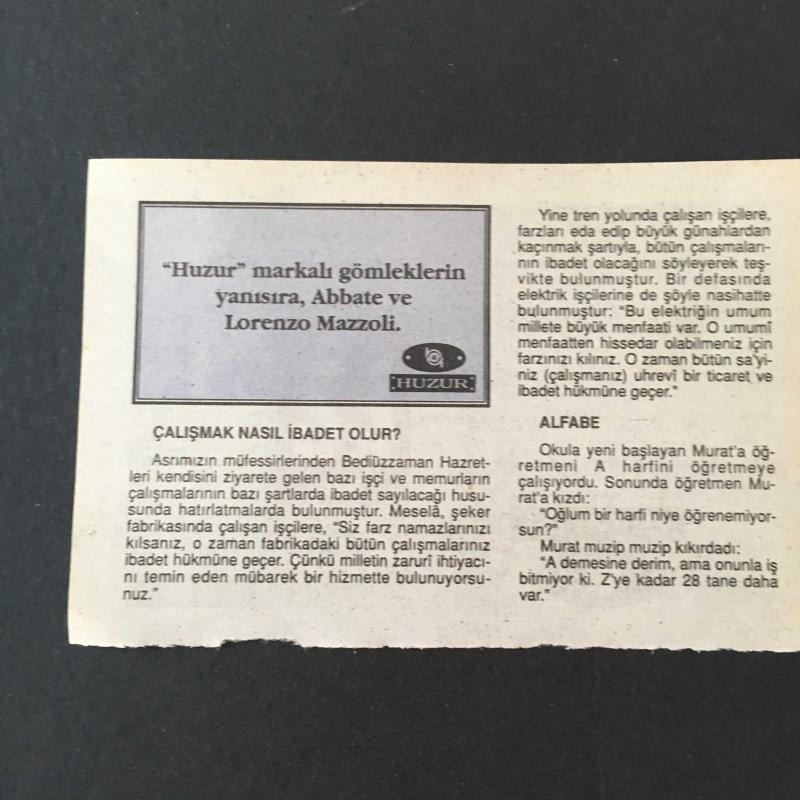 “Huzur” markalı gömleklerin
yanısıra, Abbate ve
Lorenzo Mazzoli.
HUZUR
ÇALIŞMAK NASIL İBADET OLUR?
Asrımızın müfessirlerinden Bediüzzaman Hazret-
leri kendisini ziyarete gelen bazı işçi ve memurların
çalışmalarının bazı şartlarda ibadet sayılacağı husu-
sunda hatırlatmalarda bulunmuştur. Meselâ, şeker
fabrikasında çalışan işçilere, “Siz farz namazlarınızı
kılsanız, o zaman fabrikadaki bütün çalışmalarınız
ibadet hükmüne geçer. Çünkü milletin zarurî ihtiyacı-
nı temin eden mübarek bir hizmette bulunuyorsu-
nuz.”
Yine tren yolunda çalışan işçilere,
farzları eda edip büyük günahlardan
kaçınmak şartıyla, bütün çalışmaları-
nın ibadet olacağını söyleyerek teş-
vikte bulunmuştur. Bir defasında
elektrik işçilerine de şöyle nasihatte
bulunmuştur: “Bu elektriğin umum
millete büyük menfaati var. O umumî
menfaatten hissedar olabilmeniz için
farzınızı kılınız. O zaman bütün sa'yi-
niz (çalışmanız) uhrevî bir ticaret ve
ibadet hükmüne geçer.”
ALFABE
Okula yeni başlayan Murat'a öğ-
retmeni A harfini öğretmeye
çalışıyordu. Sonunda öğretmen Mu-
rat'a kızdı:
“Oğlum bir harfi niye öğrenemiyor-
sun?”
Murat muzip muzip kıkırdadı:
“A demesine derim, ama onunla iş
bitmiyor ki. Z'ye kadar 28 tane daha
var.”